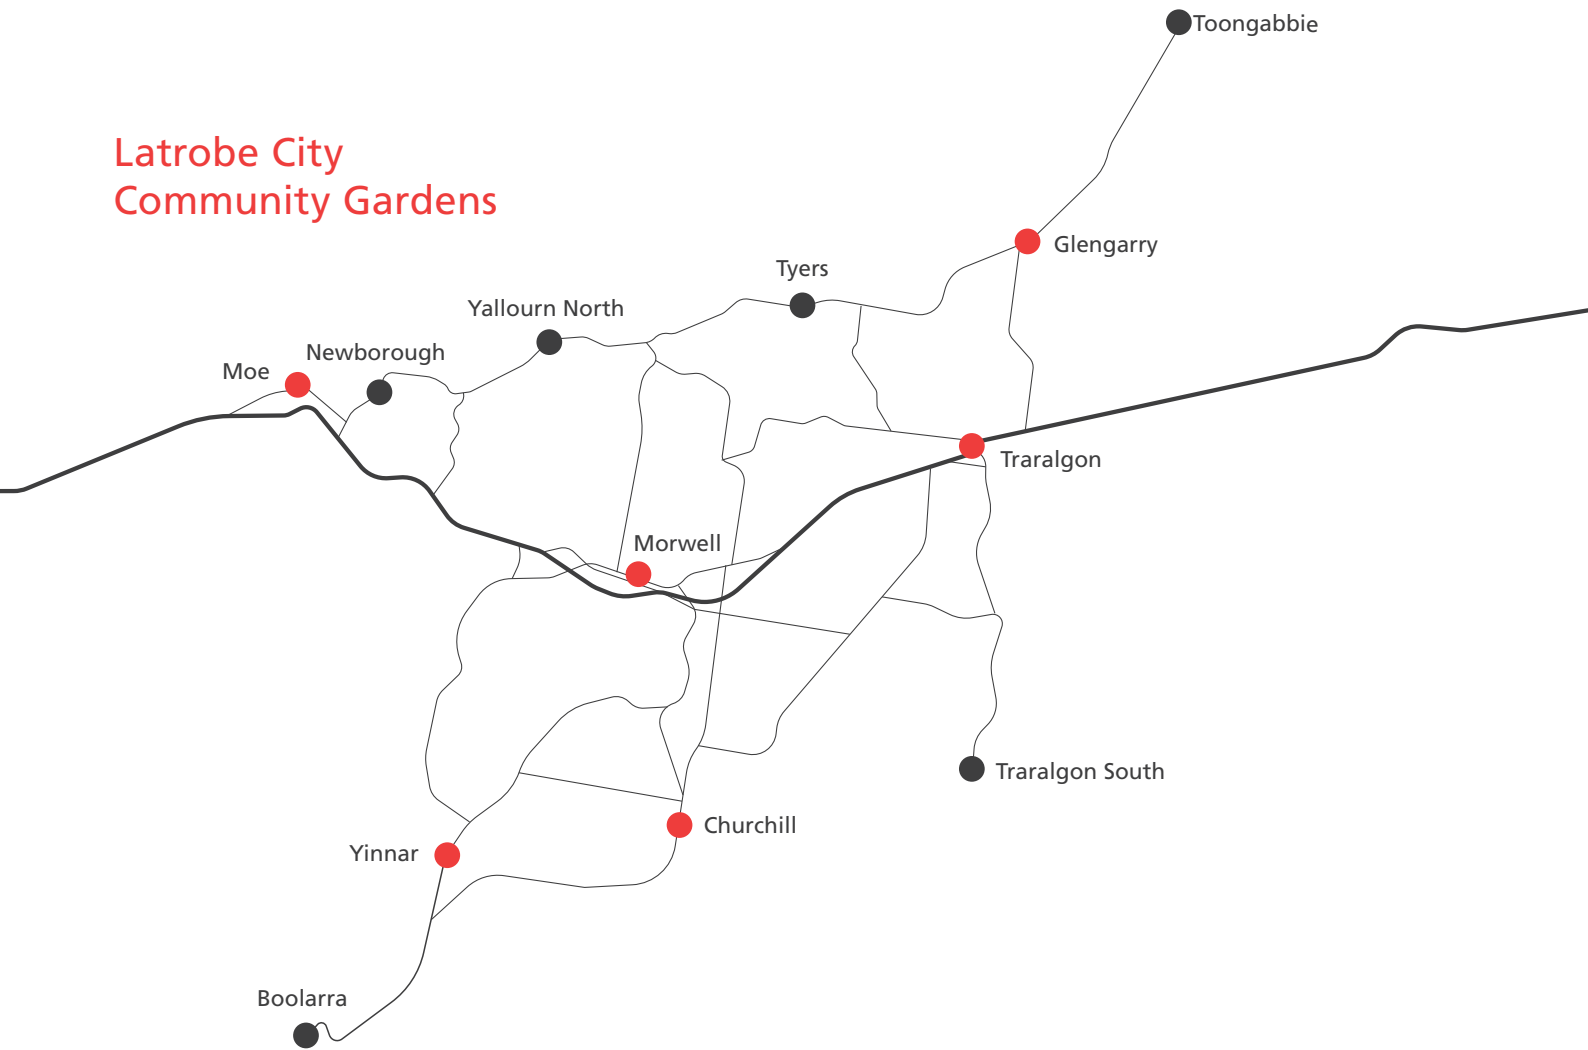 Toongabbie
Latrobe City
Community Gardens
Glengarry
Tyers
Yallourn North
Newborough
Moe
Traralgon
Morwell
Traralgon South
Churchill
Yinnar
Boolarra